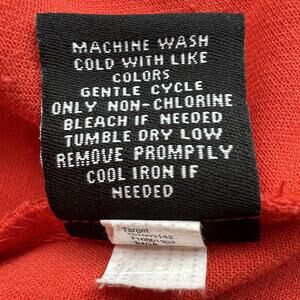 MACHINE WASH
COLD WITH LIKE
COLORS
GENTLE CYCLE
ONLY NON-CHLORINE
BLEACH IF NEEDED
TUMBLE DRY LOW
REMOVE PROMPTLY
COOL IRON IF
NEEDED
Target